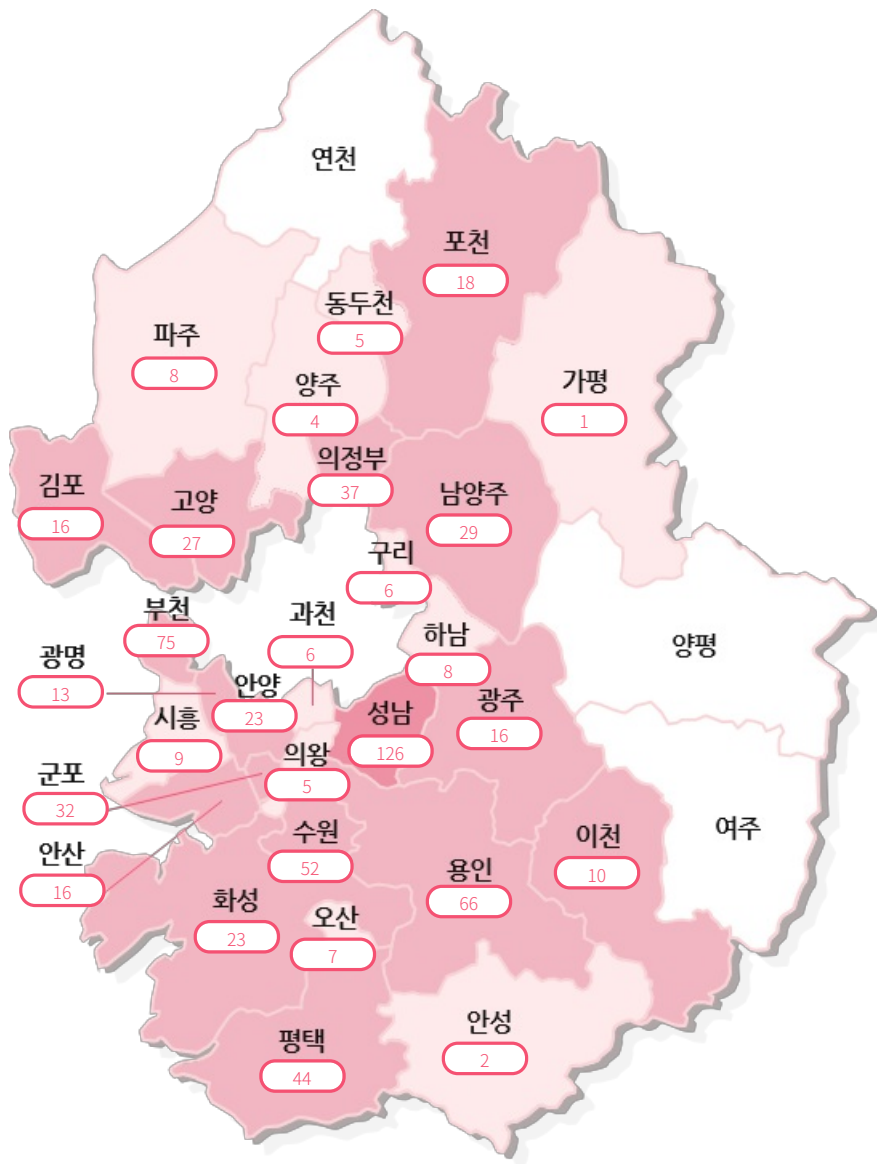 연천
포천
18
동두천
5
파주
8
양주
4
가평
1
의정부
37
김포
16
고양
27
남양주
29
구리
6
부천
75
과천
6
하남
8
양평
광명
13
안양
23
시흥
9
성남
126
광주
16
의왕
5
군포
32
수원
52
안산
16
이천
10
여주
용인
66
화성
23
오산
7
안성
2
평택
44